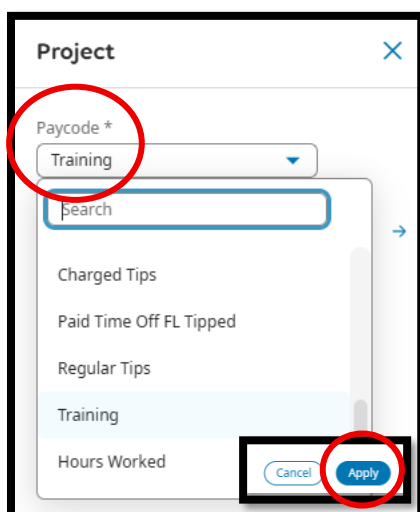 Project
Paycode *
Training
Search
Charged Tips
Paid Time Off FL Tipped
Regular Tips
Training
Hours Worked
Cancel Apply